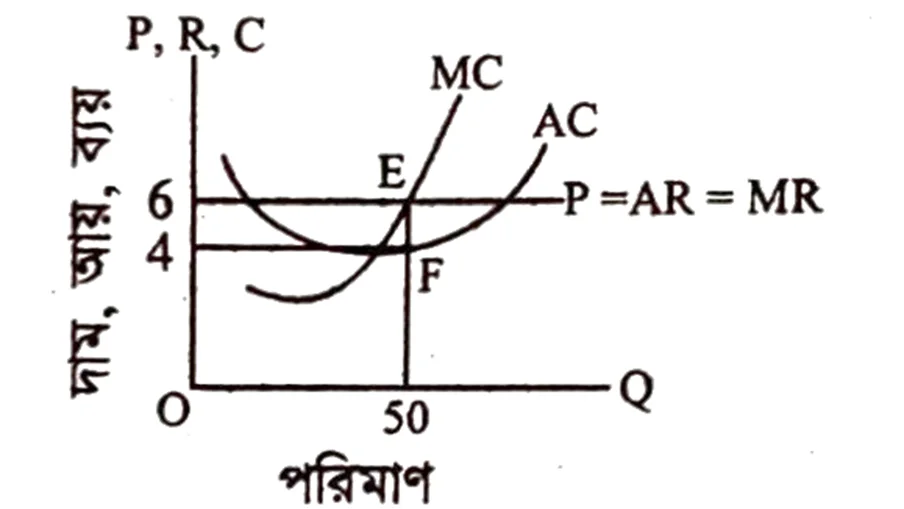 P, R, C
MC
AC
E
6
P =AR = MR
4
F
দাম, আয়, ব্যয়
O
50
Q
পরিমাণ